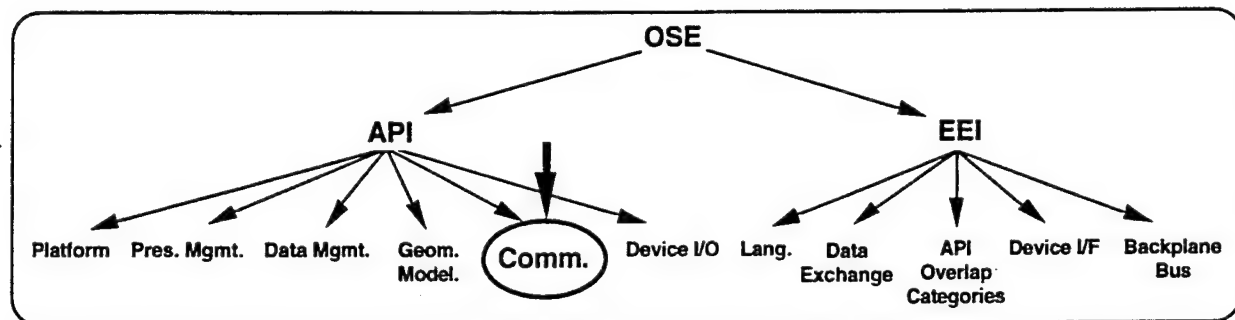 OSE
API
EEI
Platform
Pres. Mgmt.
Data Mgmt.
Geom.
Model.
Comm.
Device I/O
Lang.
Data
Exchange
API
Overlap
Categories
Device I/F
Backplane
Bus